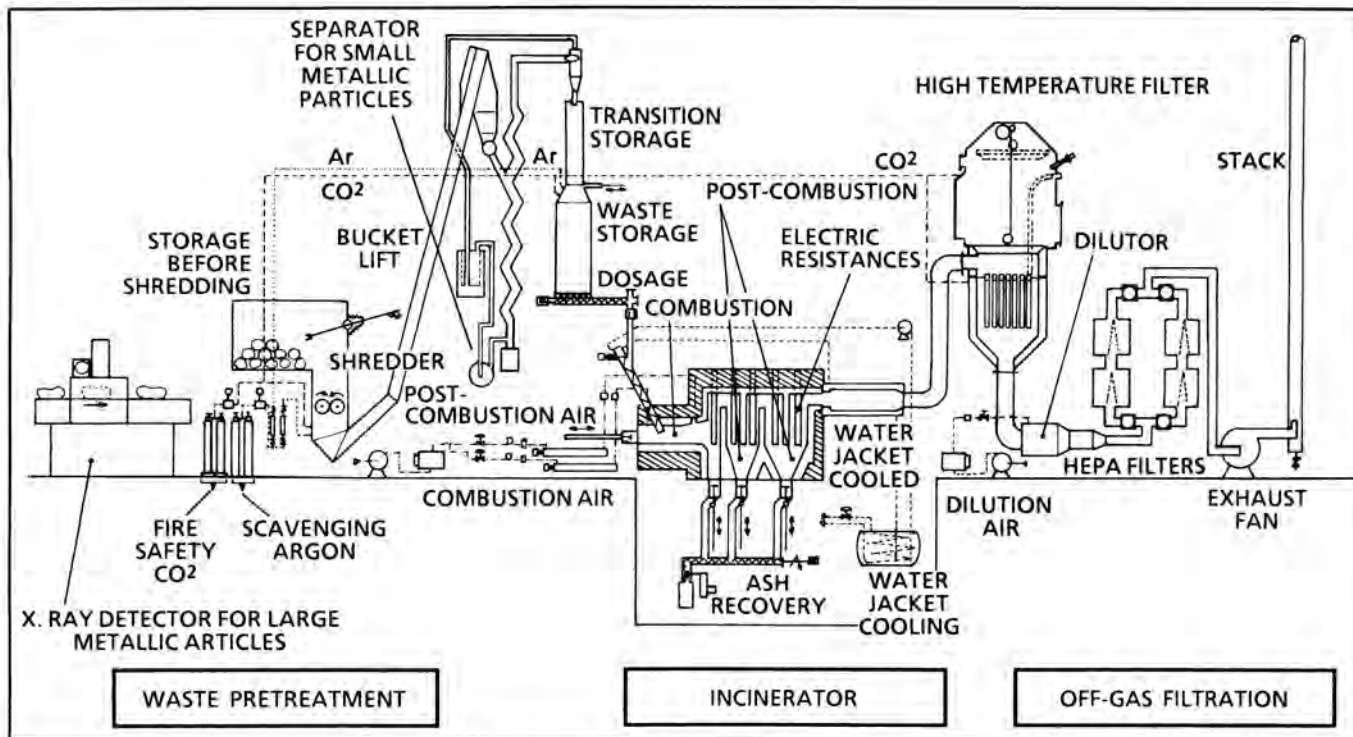 SEPARATOR
FOR SMALL
METALLIC
PARTICLES
TRANSITION
STORAGE
HIGH TEMPERATURE FILTER
Ar
Ar
CO²
CO²
POST-COMBUSTION
STACK
STORAGE
BEFORE
SHREDDING
BUCKET
LIFT
WASTE
STORAGE
ELECTRIC
RESISTANCES
DILUTOR
DOSAGE
COMBUSTION
SHREDDER
POST-
COMBUSTION AIR
COMBUSTION AIR
WATER
JACKET
COOLED
HEPA FILTERS
DILUTION
AIR
EXHAUST
FAN
FIRE
SAFETY
CO²
SCAVENGING
ARGON
ASH
RECOVERY
WATER
JACKET
COOLING
X. RAY DETECTOR FOR LARGE
METALLIC ARTICLES
WASTE PRETREATMENT
INCINERATOR
OFF-GAS FILTRATION